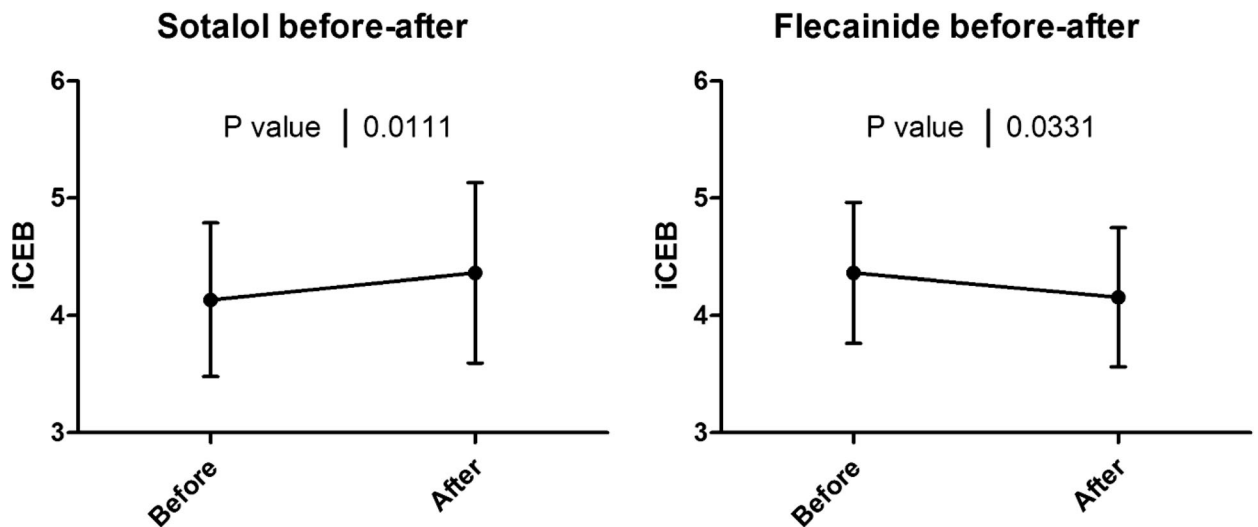 Sotalol before-after
6
5
4
3
iCEB
P value | 0.0111
Before
After
Flecainide before-after
6
5
4
3
iCEB
P value | 0.0331
Before
After